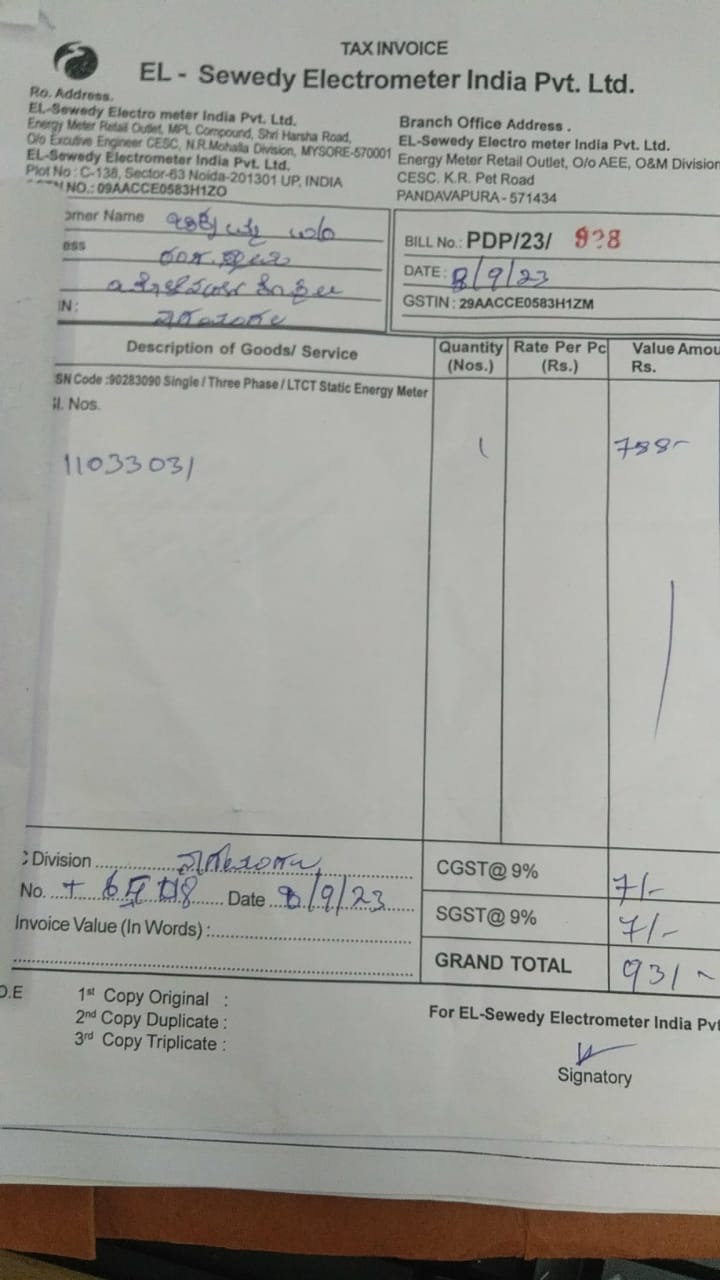 TAX INVOICE
EL - Sewedy Electrometer India Pvt. Ltd.
Ro. Address.
EL-Sewedy Electro meter India Pvt. Ltd.
Energy Meter Retail Outlet, MPL Compound, Shri Harsha Road,
O/o Excutive Engineer CESC, N.R.Mohalla Division, MYSORE-570001
EL-Sewedy Electrometer India Pvt. Ltd.
Plot No : C-138, Sector-63 Noida-201301 UP, INDIA
NO.: 09AACCE0583H1ZO
Branch Office Address .
EL-Sewedy Electro meter India Pvt. Ltd.
Energy Meter Retail Outlet, O/o AEE, O&M Division
CESC. K.R. Pet Road
PANDAVAPURA - 571434
omer Name
ess
IN:
BILL No.: PDP/23/
DATE : 8/9/23
GSTIN : 29AACCE0583H1ZM
Description of Goods/ Service Quantity (Nos.) Rate Per Pc (Rs.) Value Amou Rs.
SN Code :90283090 Single / Three Phase / LTCT Static Energy Meter
l. Nos.
11033031 1
C Division
No. Date 8/9/23
Invoice Value (In Words) :
CGST@ 9% 71/-
SGST@ 9% 71/-
GRAND TOTAL 931/-
O.E
1st Copy Original :
2nd Copy Duplicate :
3rd Copy Triplicate :
For EL-Sewedy Electrometer India Pvt
Signatory